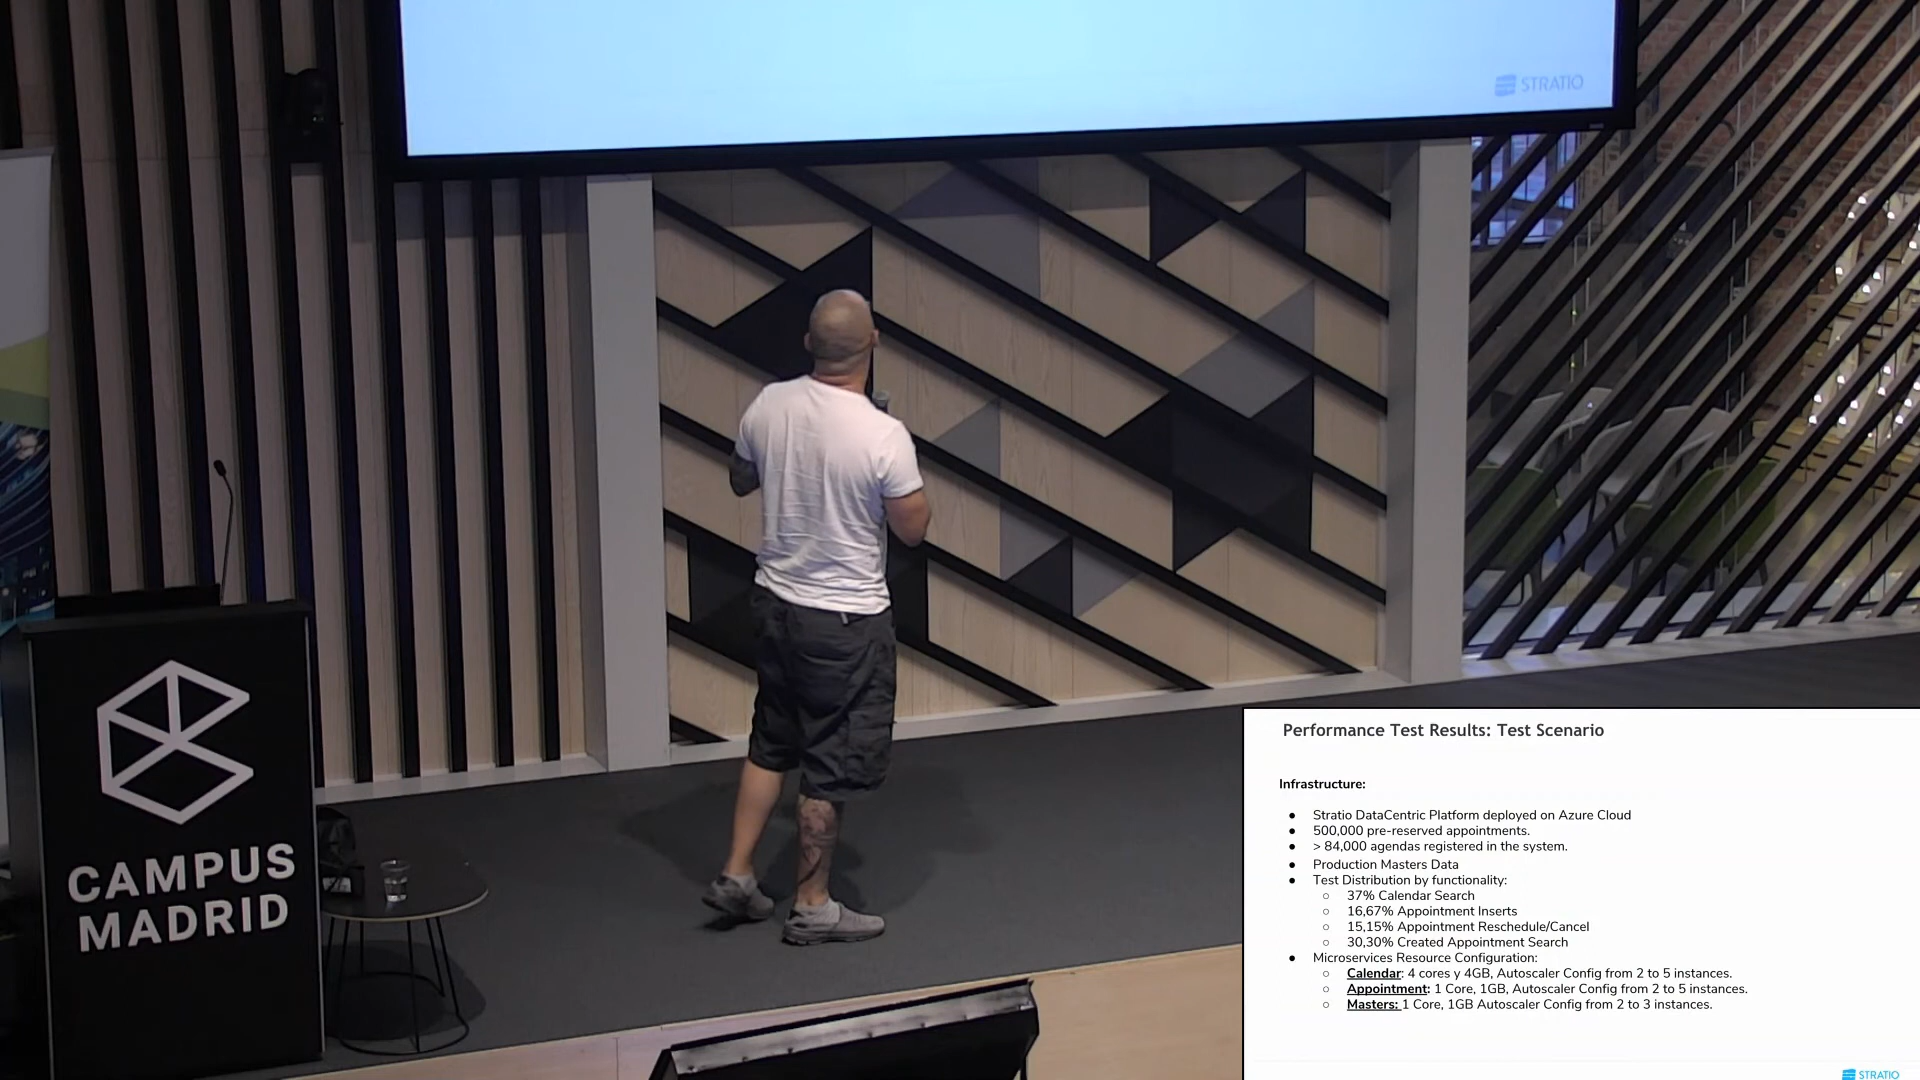 STRATIO
CAMPUS
MADRID
Performance Test Results: Test Scenario
Infrastructure:
● Stratio DataCentric Platform deployed on Azure Cloud
● 500,000 pre-reserved appointments.
● > 84,000 agendas registered in the system.
● Production Masters Data
● Test Distribution by functionality:
○ 37% Calendar Search
○ 16,67% Appointment Inserts
○ 15,15% Appointment Reschedule/Cancel
○ 30,30% Created Appointment Search
● Microservices Resource Configuration:
○ Calendar: 4 cores y 4GB, Autoscaler Config from 2 to 5 instances.
○ Appointment: 1 Core, 1GB, Autoscaler Config from 2 to 5 instances.
○ Masters: 1 Core, 1GB Autoscaler Config from 2 to 3 instances.
STRATIO